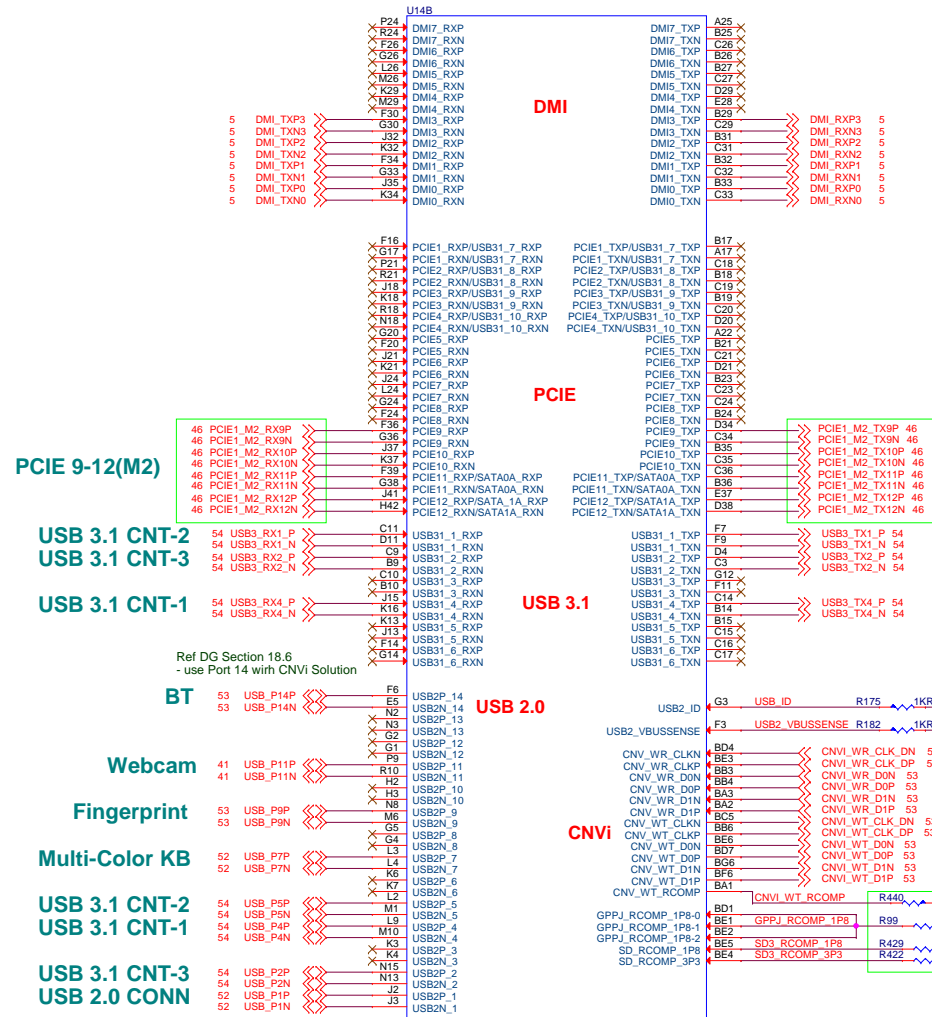 U14B
P24 DMI7_RXP DMI7_TXP A25
R24 DMI7_RXN DMI7_TXN B25
F26 DMI6_RXP DMI6_TXP C26
G26 DMI6_RXN DMI6_TXN B26
L26 DMI5_RXP DMI5_TXP B27
M26 DMI5_RXN DMI5_TXN C27
K29 DMI4_RXP DMI4_TXP D29
M29 DMI4_RXN DMI4_TXN E28
DMI
5 DMI_TXP3 F30 DMI3_RXP DMI3_TXP B29 DMI_RXP3 5
5 DMI_TXN3 G30 DMI3_RXN DMI3_TXN C29 DMI_RXN3 5
5 DMI_TXP2 J32 DMI2_RXP DMI2_TXP B31 DMI_RXP2 5
5 DMI_TXN2 K32 DMI2_RXN DMI2_TXN C31 DMI_RXN2 5
5 DMI_TXP1 F34 DMI1_RXP DMI1_TXP B32 DMI_RXP1 5
5 DMI_TXN1 G33 DMI1_RXN DMI1_TXN C32 DMI_RXN1 5
5 DMI_TXP0 J35 DMI0_RXP DMI0_TXP B33 DMI_RXP0 5
5 DMI_TXN0 K34 DMI0_RXN DMI0_TXN C33 DMI_RXN0 5
F16 PCIE1_RXP/USB31_7_RXP PCIE1_TXP/USB31_7_TXP B17
G17 PCIE1_RXN/USB31_7_RXN PCIE1_TXN/USB31_7_TXN A17
P21 PCIE2_RXP/USB31_8_RXP PCIE2_TXP/USB31_8_TXP C18
R21 PCIE2_RXN/USB31_8_RXN PCIE2_TXN/USB31_8_TXN B18
J18 PCIE3_RXP/USB31_9_RXP PCIE3_TXP/USB31_9_TXP C19
K18 PCIE3_RXN/USB31_9_RXN PCIE3_TXN/USB31_9_TXN B19
R18 PCIE4_RXP/USB31_10_RXP PCIE4_TXP/USB31_10_TXP C20
N18 PCIE4_RXN/USB31_10_RXN PCIE4_TXN/USB31_10_TXN D20
G20 PCIE5_RXP PCIE5_TXP A22
F20 PCIE5_RXN PCIE5_TXN B21
J21 PCIE6_RXP PCIE6_TXP C21
K21 PCIE6_RXN PCIE6_TXN D21
J24 PCIE7_RXP PCIE7_TXP B23
L24 PCIE7_RXN PCIE7_TXN C23
PCIE
G24 PCIE8_RXP PCIE8_TXP C24
F24 PCIE8_RXN PCIE8_TXN B24
46 PCIE1_M2_RX9P F36 PCIE9_RXP PCIE9_TXP D34 PCIE1_M2_TX9P 46
46 PCIE1_M2_RX9N G36 PCIE9_RXN PCIE9_TXN C34 PCIE1_M2_TX9N 46
46 PCIE1_M2_RX10P J37 PCIE10_RXP PCIE10_TXP B35 PCIE1_M2_TX10P 46
46 PCIE1_M2_RX10N K37 PCIE10_RXN PCIE10_TXN C35 PCIE1_M2_TX10N 46
PCIE 9-12(M2)
46 PCIE1_M2_RX11P F39 PCIE11_RXP/SATA0A_RXP PCIE11_TXP/SATA0A_TXP C36 PCIE1_M2_TX11P 46
46 PCIE1_M2_RX11N G38 PCIE11_RXN/SATA0A_RXN PCIE11_TXN/SATA0A_TXN B36 PCIE1_M2_TX11N 46
46 PCIE1_M2_RX12P J41 PCIE12_RXP/SATA_1A_RXP PCIE12_TXP/SATA1A_TXP E37 PCIE1_M2_TX12P 46
46 PCIE1_M2_RX12N H42 PCIE12_RXN/SATA1A_RXN PCIE12_TXN/SATA1A_TXN D38 PCIE1_M2_TX12N 46
USB 3.1 CNT-2 54 USB3_RX1_P C11 USB31_1_RXP USB31_1_TXP F7 USB3_TX1_P 54
54 USB3_RX1_N D11 USB31_1_RXN USB31_1_TXN F9 USB3_TX1_N 54
USB 3.1 CNT-3 54 USB3_RX2_P C9 USB31_2_RXP USB31_2_TXP D4 USB3_TX2_P 54
54 USB3_RX2_N B9 USB31_2_RXN USB31_2_TXN C3 USB3_TX2_N 54
C10 USB31_3_RXP USB31_3_TXP G12
B10 USB31_3_RXN USB31_3_TXN F11
USB 3.1 CNT-1 54 USB3_RX4_P J15 USB31_4_RXP USB 3.1 USB31_4_TXP C14 USB3_TX4_P 54
54 USB3_RX4_N K16 USB31_4_RXN USB31_4_TXN B14 USB3_TX4_N 54
K13 USB31_5_RXP USB31_5_TXP B15
J13 USB31_5_RXN USB31_5_TXN C15
F14 USB31_6_RXP USB31_6_TXP C16
G14 USB31_6_RXN USB31_6_TXN C17
Ref DG Section 18.6
- use Port 14 wirh CNVi Solution
BT 53 USB_P14P F6 USB2P_14
53 USB_P14N E5 USB2N_14 USB 2.0 USB2_ID G3 USB_ID R175 1KR
N2 USB2P_13
N3 USB2N_13 USB2_VBUSSENSE F3 USB2_VBUSSENSE R182 1KR
G2 USB2P_12
G1 USB2N_12 CNV_WR_CLKN BD4 CNVI_WR_CLK_DN 5
Webcam 41 USB_P11P P9 USB2P_11 CNV_WR_CLKP BE3 CNVI_WR_CLK_DP 5
41 USB_P11N R10 USB2N_11 CNV_WR_D0N BB3 CNVI_WR_D0N 53
H2 USB2P_10 CNV_WR_D0P BB4 CNVI_WR_D0P 53
H3 USB2N_10 CNV_WR_D1N BA3 CNVI_WR_D1N 53
Fingerprint 53 USB_P9P N8 USB2P_9 CNV_WR_D1P BA2 CNVI_WR_D1P 53
53 USB_P9N M6 USB2N_9 CNV_WT_CLKN BC5 CNVI_WT_CLK_DN 53
G5 USB2P_8 CNVi CNV_WT_CLKP BB6 CNVI_WT_CLK_DP 53
G4 USB2N_8 CNV_WT_D0N BE6 CNVI_WT_D0N 53
Multi-Color KB 52 USB_P7P L3 USB2P_7 CNV_WT_D0P BD7 CNVI_WT_D0P 53
52 USB_P7N L4 USB2N_7 CNV_WT_D1N BG6 CNVI_WT_D1N 53
K6 USB2P_6 CNV_WT_D1P BF6 CNVI_WT_D1P 53
K7 USB2N_6 CNV_WT_RCOMP BA1 CNVI_WT_RCOMP R440
USB 3.1 CNT-2 54 USB_P5P L2 USB2P_5
54 USB_P5N M1 USB2N_5 GPPJ_RCOMP_1P8-0 BD1
USB 3.1 CNT-1 54 USB_P4P L9 USB2P_4 GPPJ_RCOMP_1P8-1 BE1 GPPJ_RCOMP_1P8 R99
54 USB_P4N M10 USB2N_4 GPPJ_RCOMP_1P8-2 BE2
K3 USB2P_3 SD_RCOMP_1P8 BE5 SD3_RCOMP_1P8 R429
K4 USB2N_3 SD_RCOMP_3P3 BE4 SD3_RCOMP_3P3 R422
USB 3.1 CNT-3 54 USB_P2P N15 USB2P_2
54 USB_P2N N13 USB2N_2
USB 2.0 CONN 52 USB_P1P J2 USB2P_1
52 USB_P1N J3 USB2N_1